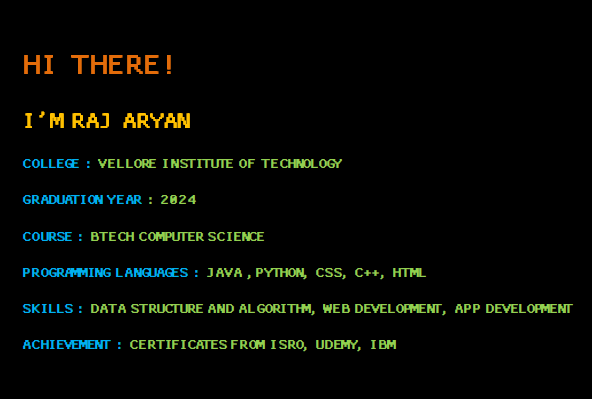 HI THERE!
I'M RAJ ARYAN
COLLEGE : VELLORE INSTITUTE OF TECHNOLOGY
GRADUATION YEAR : 2024
COURSE : BTECH COMPUTER SCIENCE
PROGRAMMING LANGUAGES : JAVA , PYTHON, CSS, C++, HTML
SKILLS : DATA STRUCTURE AND ALGORITHM, WEB DEVELOPMENT, APP DEVELOPMENT
ACHIEVEMENT : CERTIFICATES FROM ISRO, UDEMY, IBM